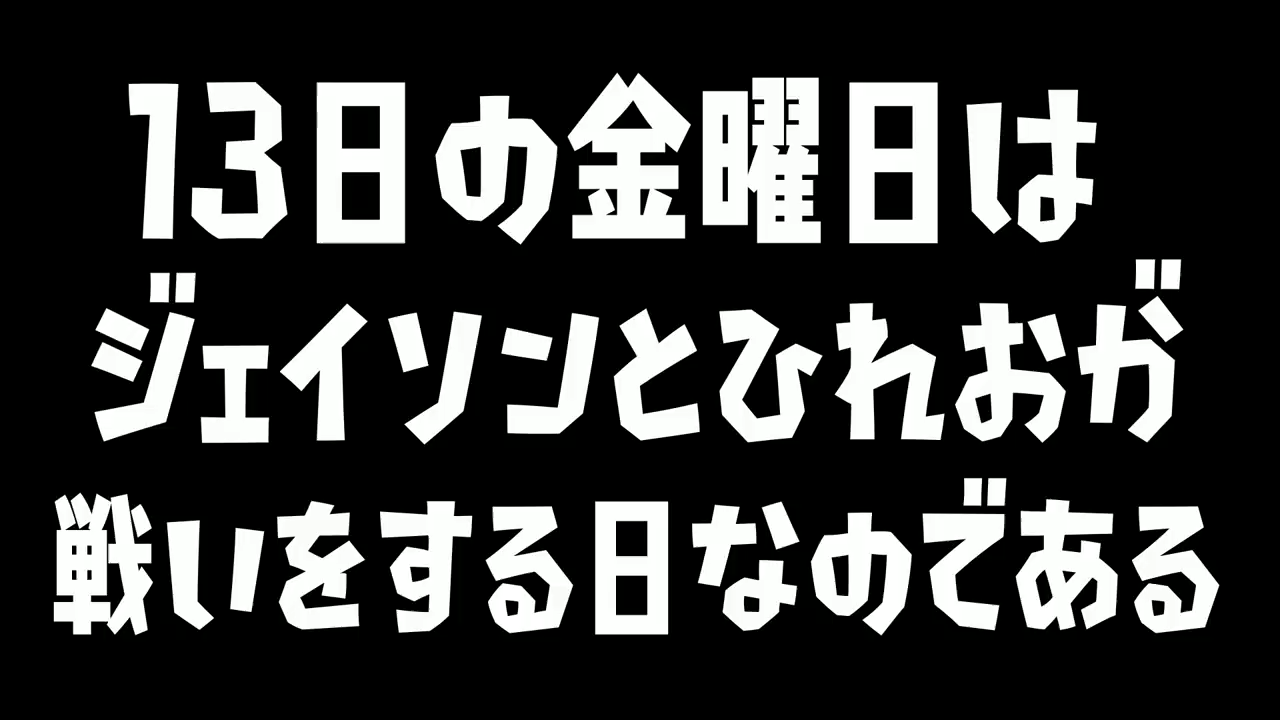 13日の金曜日は
ジェイソンとひれおが
戦いをする日なのである